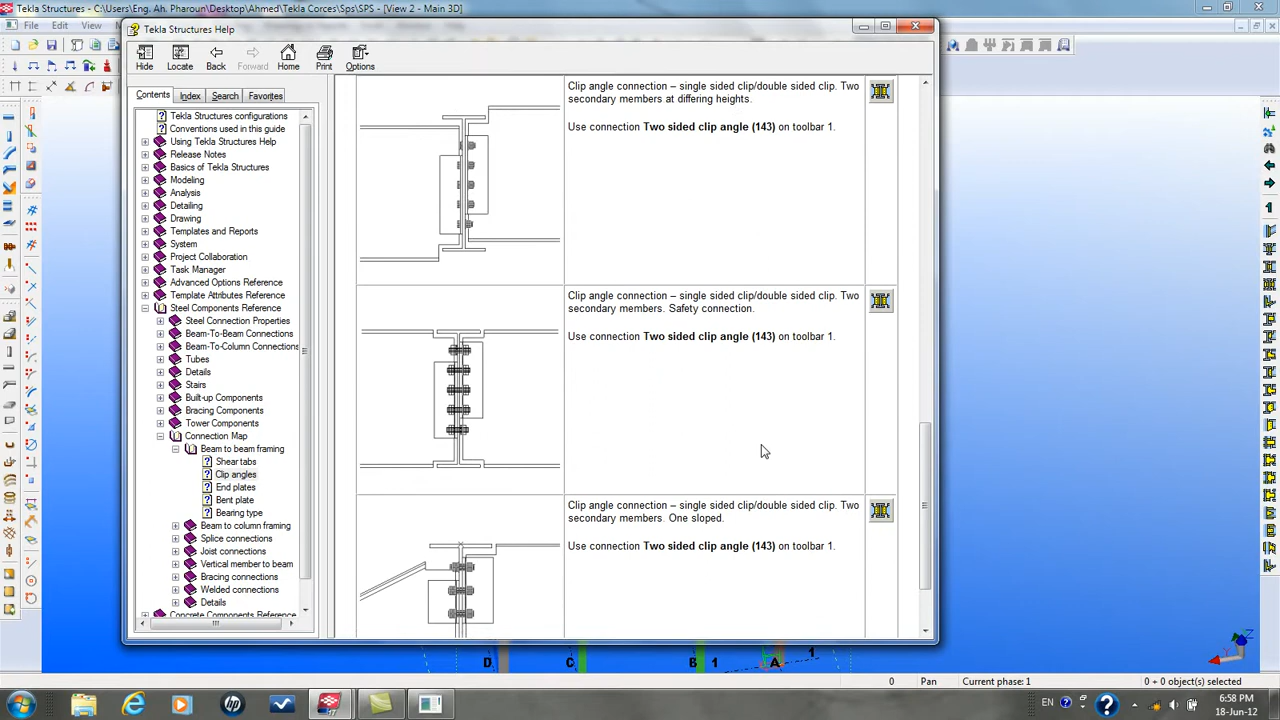 Tekla Structures - C:\Users\Eng. Ah. Pharoun\Desktop\Ahmed\Tekla Corces\Sps\SPS - [View 2 - Main 3D]
File Edit View
Tekla Structures Help
Hide Locate Back Forward Home Print Options
Contents Index Search Favorites
Tekla Structures configurations
Conventions used in this guide
Using Tekla Structures Help
Release Notes
Basics of Tekla Structures
Modeling
Analysis
Detailing
Drawing
Templates and Reports
System
Project Collaboration
Task Manager
Advanced Options Reference
Template Attributes Reference
Steel Components Reference
Steel Connection Properties
Beam-To-Beam Connections
Beam-To-Column Connections
Tubes
Details
Stairs
Built-up Components
Bracing Components
Tower Components
Connection Map
Beam to beam framing
Shear tabs
Clip angles
End plates
Bent plate
Bearing type
Beam to column framing
Splice connections
Joist connections
Vertical member to beam
Bracing connections
Welded connections
Details
Concrete Components Reference
Clip angle connection – single sided clip/double sided clip. Two
secondary members at differing heights.
Use connection Two sided clip angle (143) on toolbar 1.
Clip angle connection – single sided clip/double sided clip. Two
secondary members. Safety connection.
Use connection Two sided clip angle (143) on toolbar 1.
Clip angle connection – single sided clip/double sided clip. Two
secondary members. One sloped.
Use connection Two sided clip angle (143) on toolbar 1.
D C B 1 A 1
0 Pan Current phase: 1 0 + 0 object(s) selected
EN 6:58 PM
18-Jun-12